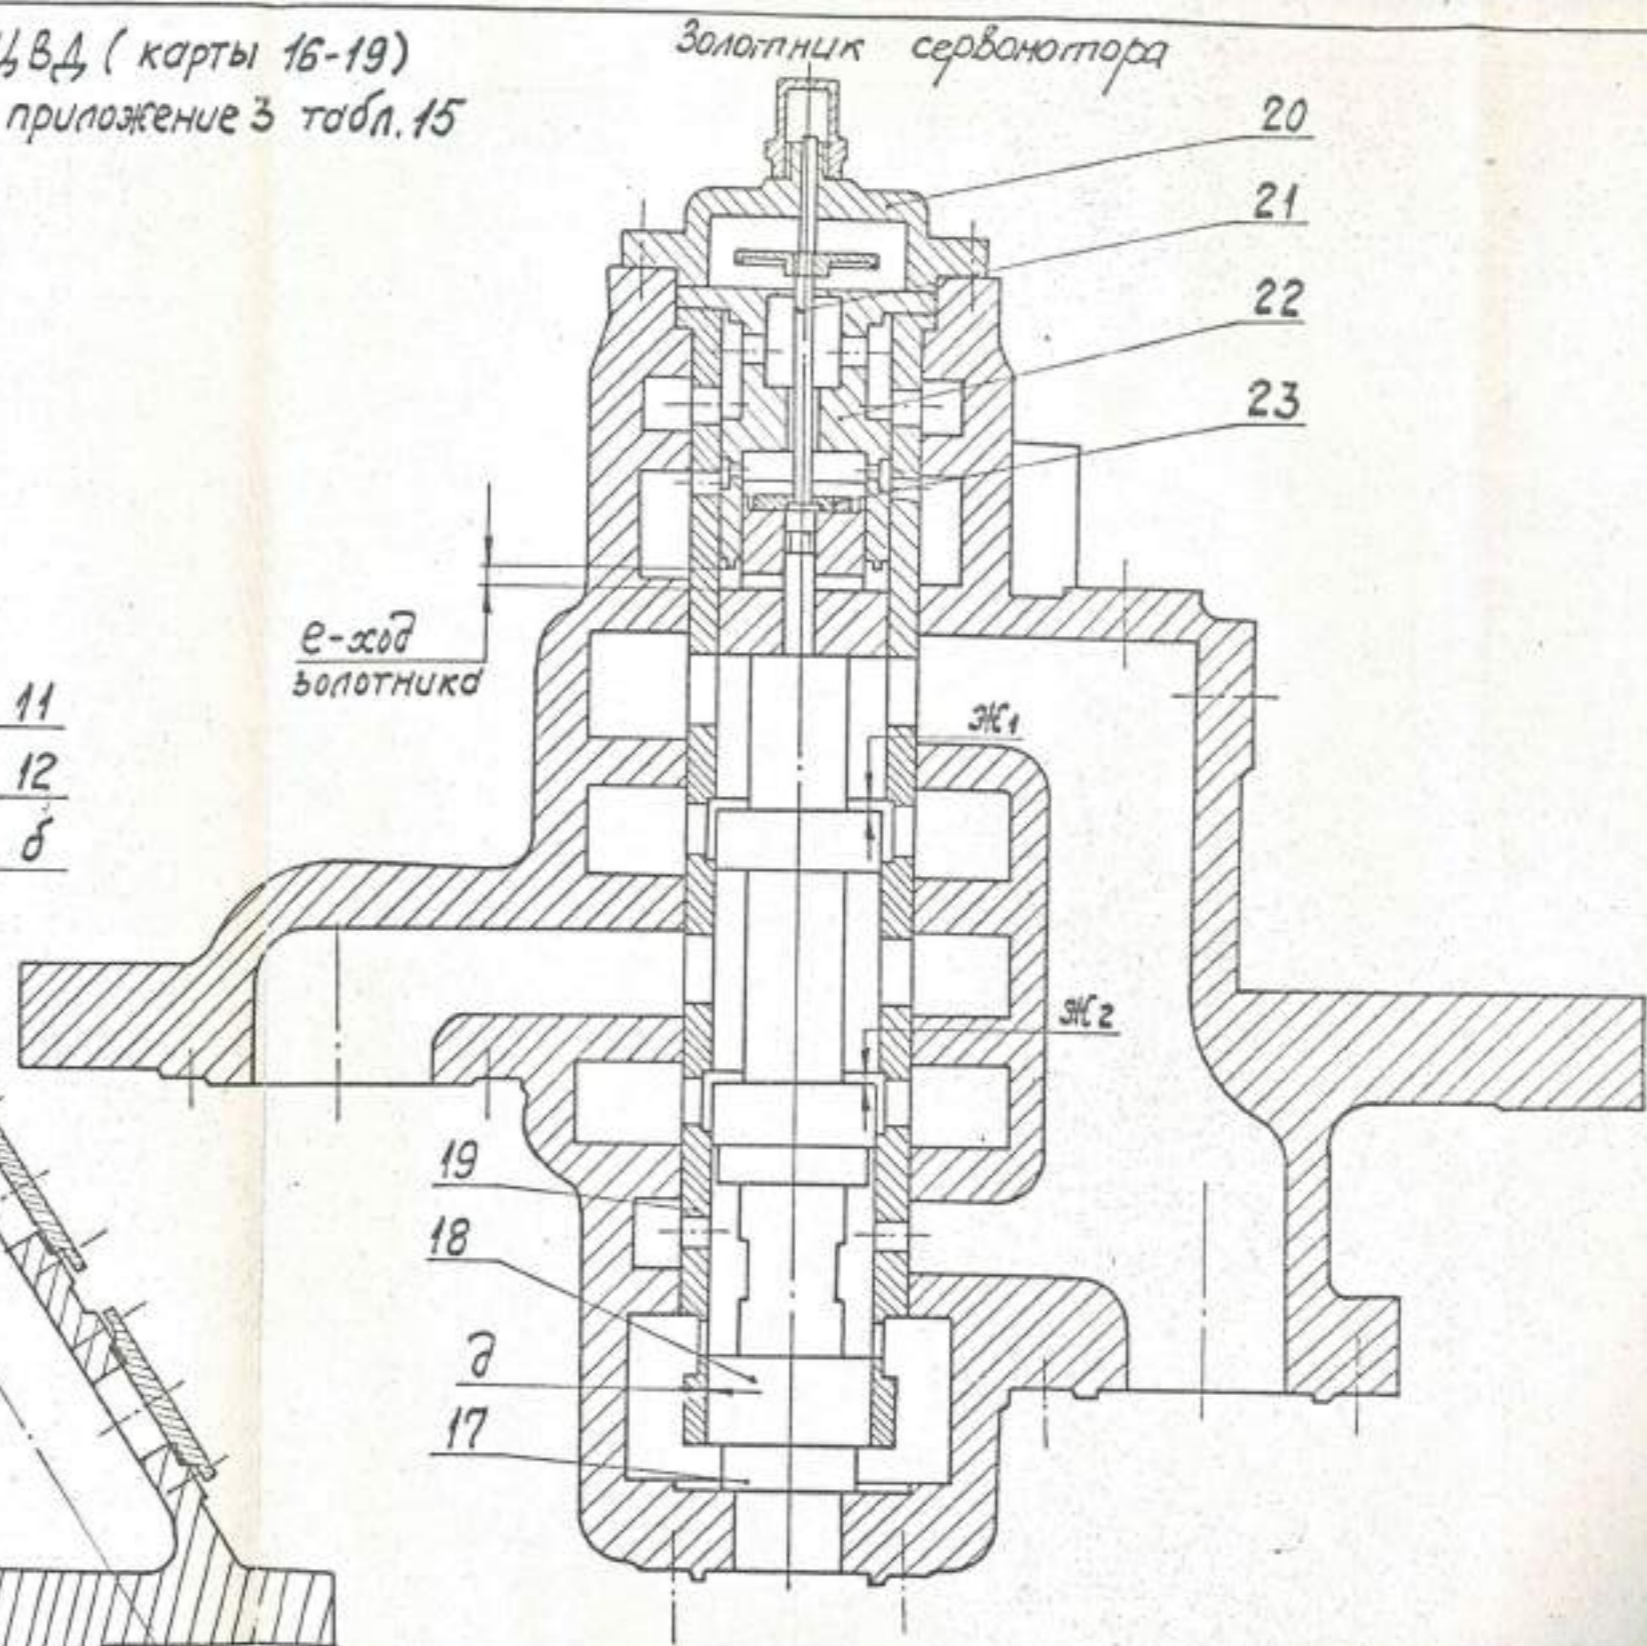 ЦВД (карты 16-19)
приложение 3 табл. 15
Золотник сервомотора
20
21
22
23
е-ход
золотника
11
12
б
Ж1
Ж2
19
18
д
17